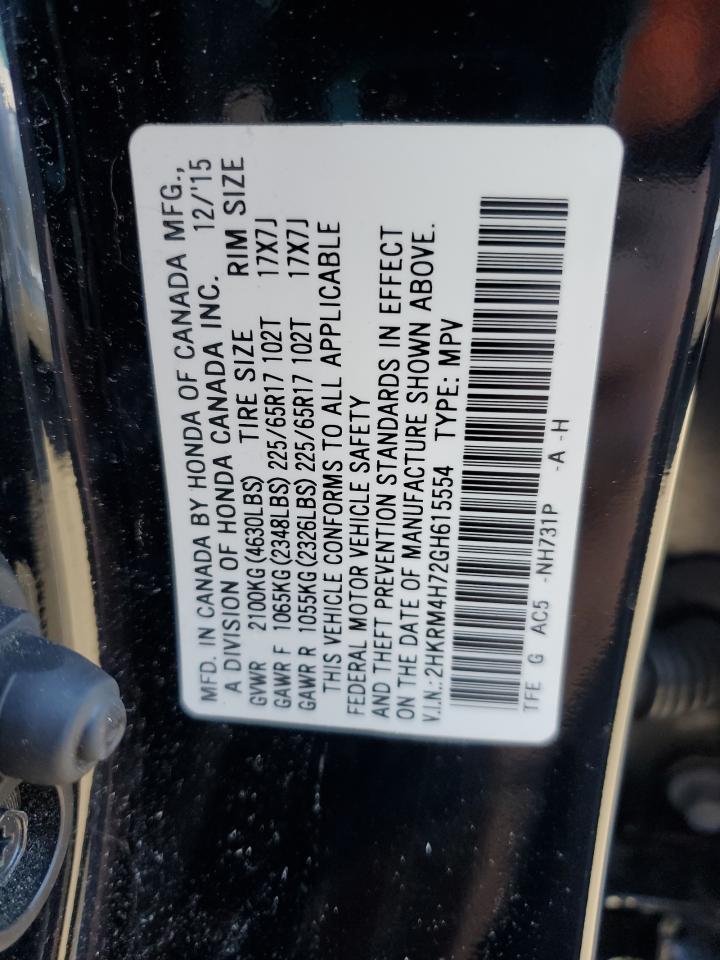 MFD. IN CANADA BY HONDA OF CANADA MFG.,
A DIVISION OF HONDA CANADA INC. 12/'15
GVWR 2100KG (4630LBS) TIRE SIZE RIM SIZE
GAWR F 1065KG (2348LBS) 225/65R17 102T 17X7J
GAWR R 1055KG (2326LBS) 225/65R17 102T 17X7J
THIS VEHICLE CONFORMS TO ALL APPLICABLE
FEDERAL MOTOR VEHICLE SAFETY
AND THEFT PREVENTION STANDARDS IN EFFECT
ON THE DATE OF MANUFACTURE SHOWN ABOVE.
V.I.N.: 2HKRM4H72GH615554 TYPE: MPV
TFE G AC5 -NH731P -A -H